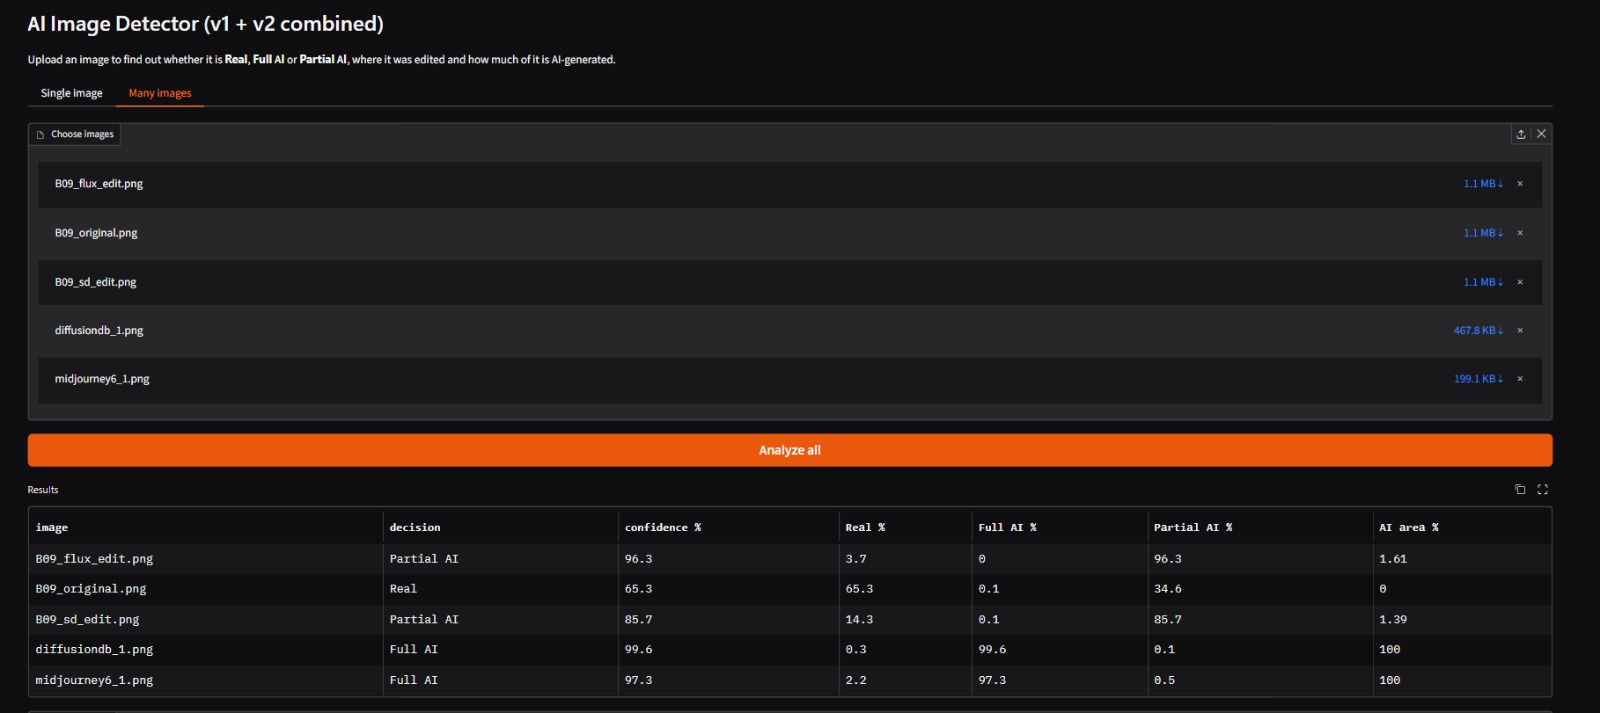 AI Image Detector (v1 + v2 combined)
Upload an image to find out whether it is Real, Full AI or Partial AI, where it was edited and how much of it is AI-generated.
Single image Many images
Choose images
B09_flux_edit.png 1.1 MB↓ ×
B09_original.png 1.1 MB↓ ×
B09_sd_edit.png 1.1 MB↓ ×
diffusiondb_1.png 467.8 KB↓ ×
midjourney6_1.png 199.1 KB↓ ×
Analyze all
Results
image decision confidence % Real % Full AI % Partial AI % AI area %
B09_flux_edit.png Partial AI 96.3 3.7 0 96.3 1.61
B09_original.png Real 65.3 65.3 0.1 34.6 0
B09_sd_edit.png Partial AI 85.7 14.3 0.1 85.7 1.39
diffusiondb_1.png Full AI 99.6 0.3 99.6 0.1 100
midjourney6_1.png Full AI 97.3 2.2 97.3 0.5 100